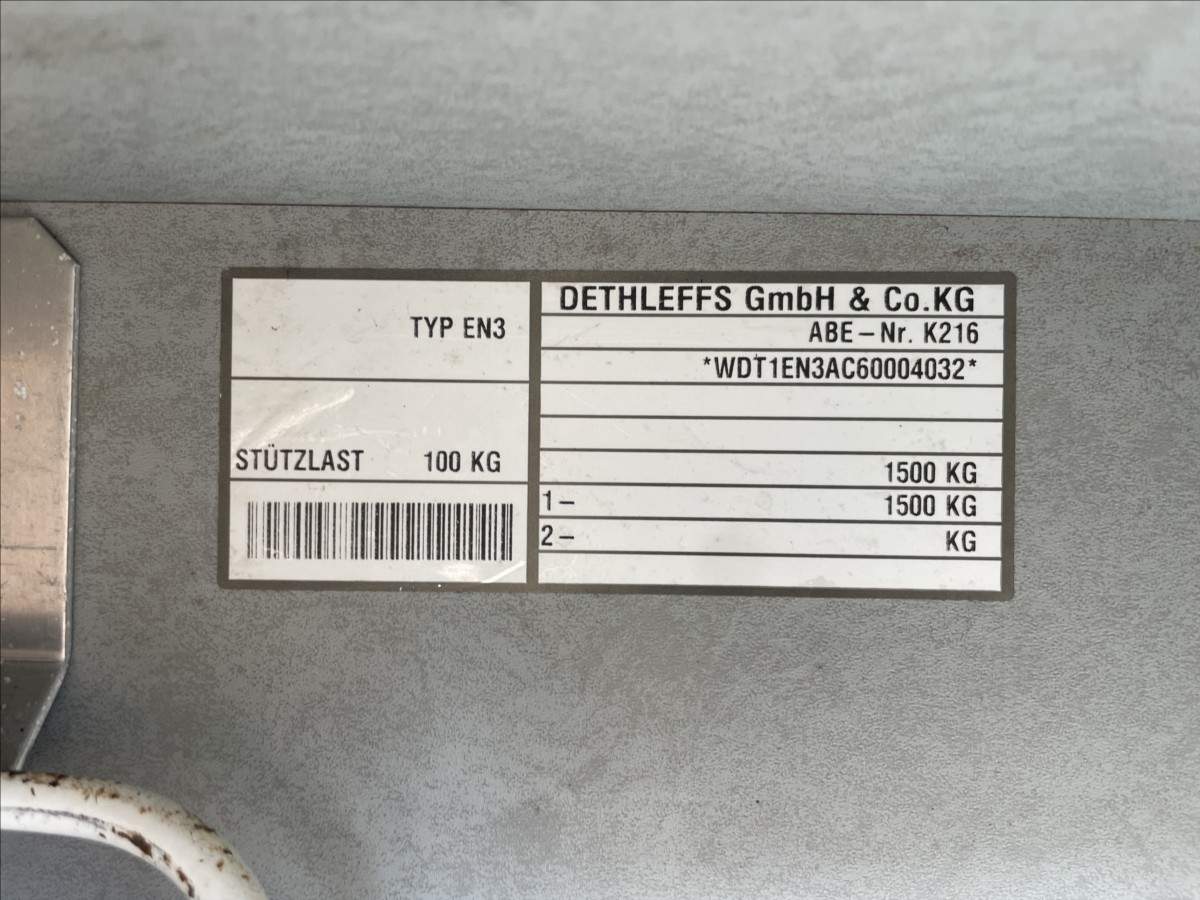 TYP EN3
STÜTZLAST 100 KG
DETHLEFFS GmbH & Co.KG
ABE-Nr. K216
*WDT1EN3AC60004032*
1500 KG
1- 1500 KG
2- KG